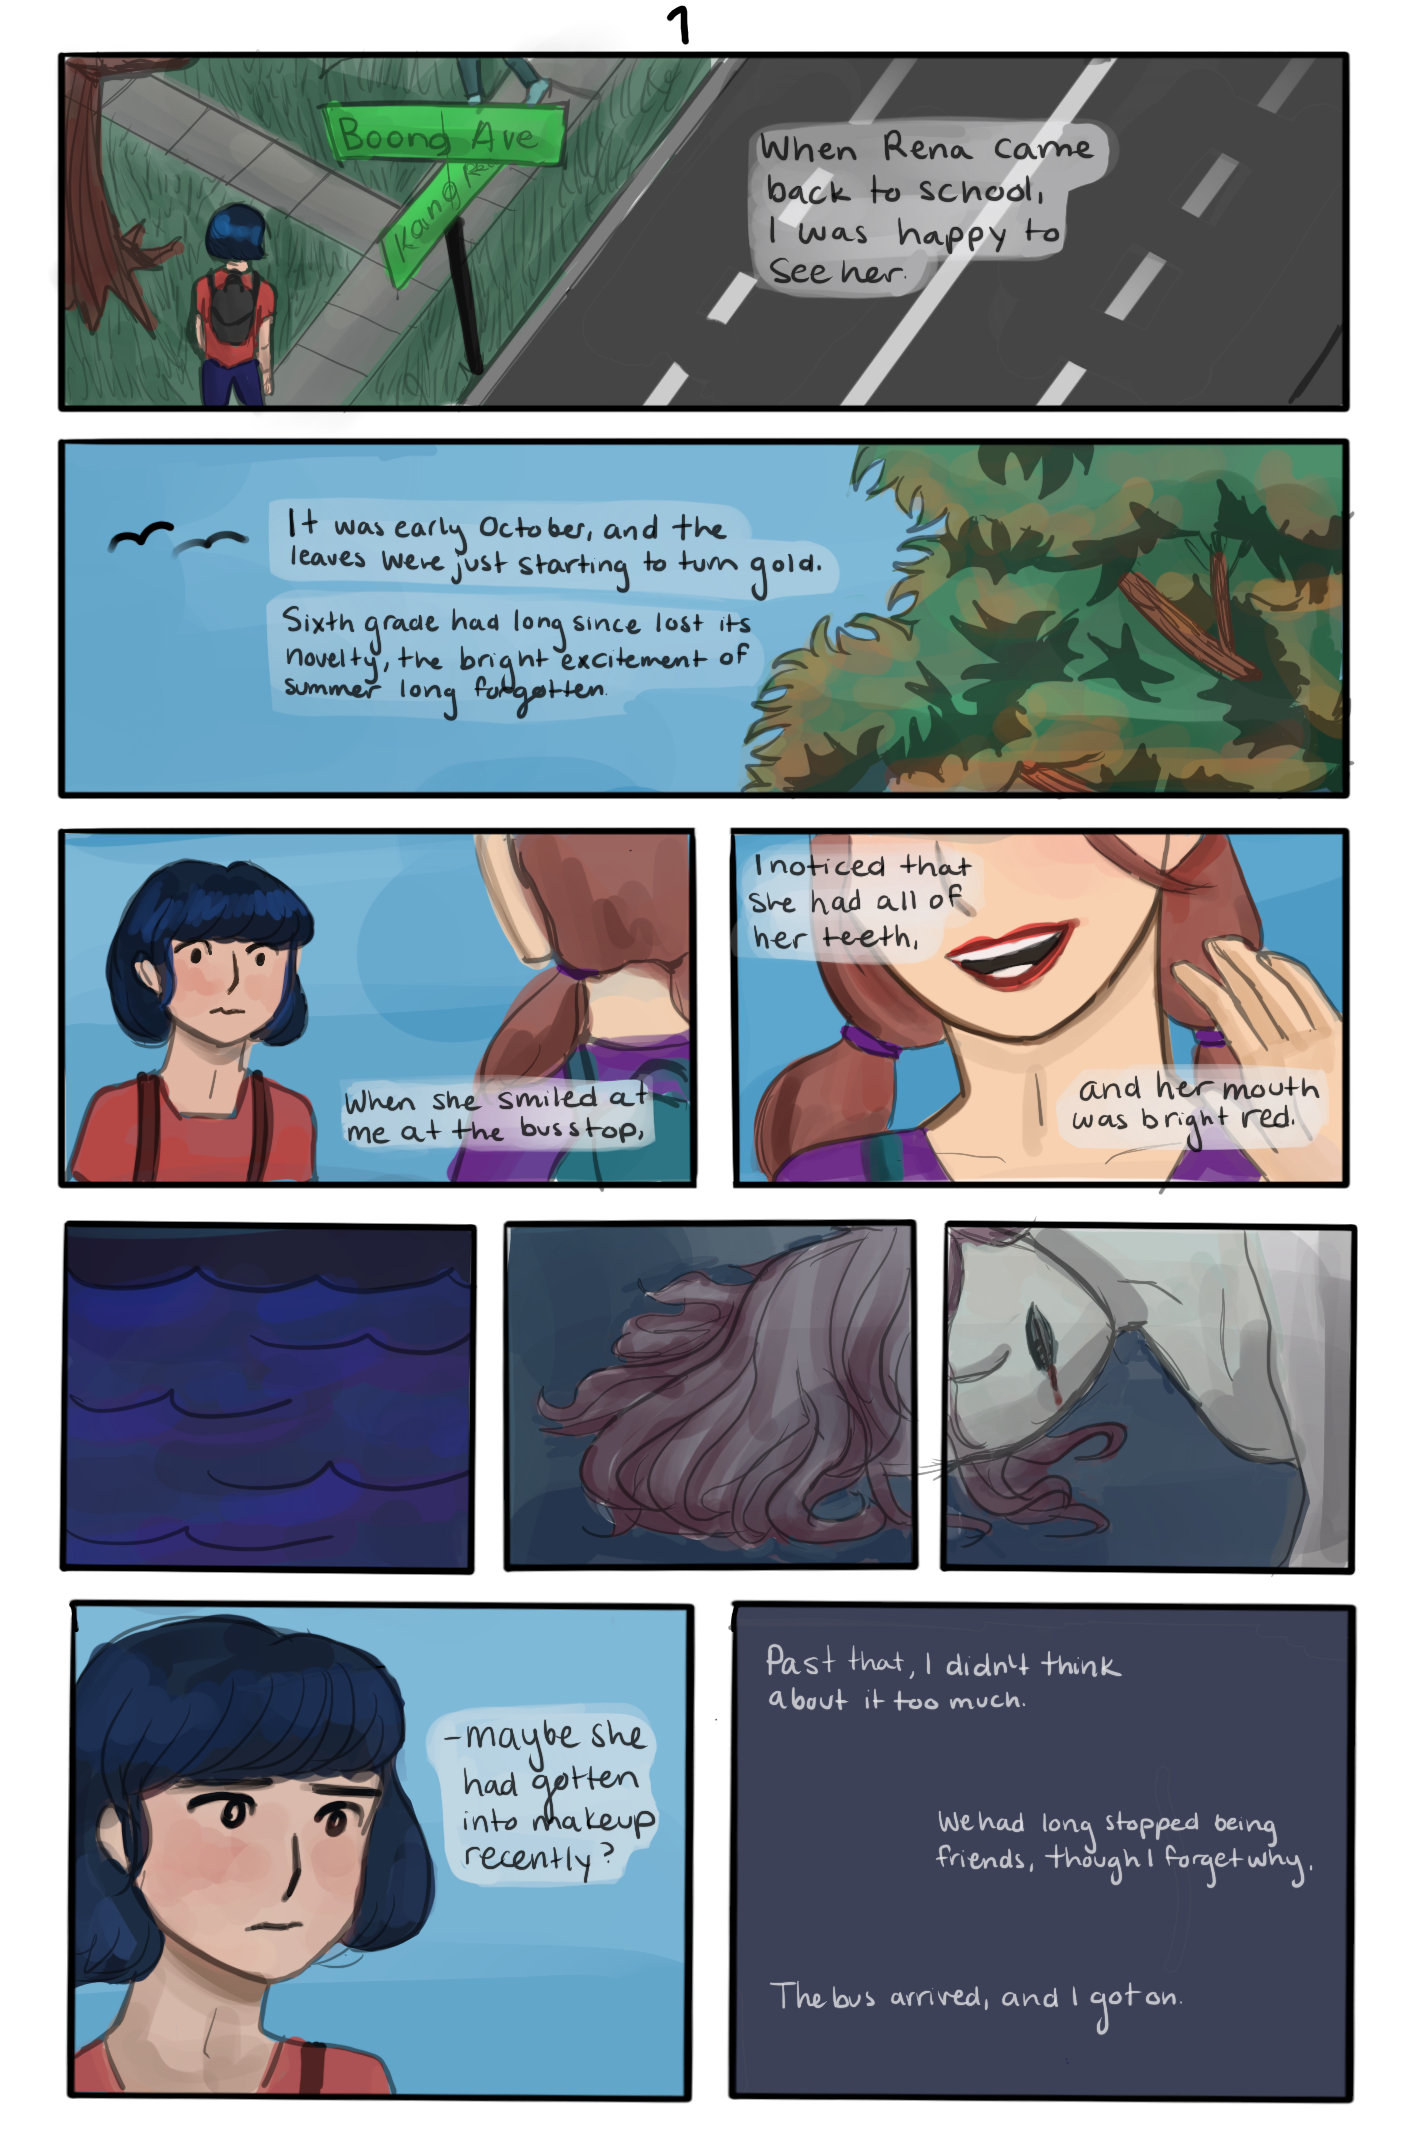 1
Boong Ave
Kang
When Rena came
back to school,
I was happy to
see her.
It was early October, and the
leaves were just starting to turn gold.
Sixth grade had long since lost its
novelty, the bright excitement of
summer long forgotten.
When she smiled at
me at the bus stop,
I noticed that
she had all of
her teeth,
and her mouth
was bright red.
-maybe she
had gotten
into makeup
recently?
Past that, I didn't think
about it too much.
We had long stopped being
friends, though I forget why.
The bus arrived, and I got on.